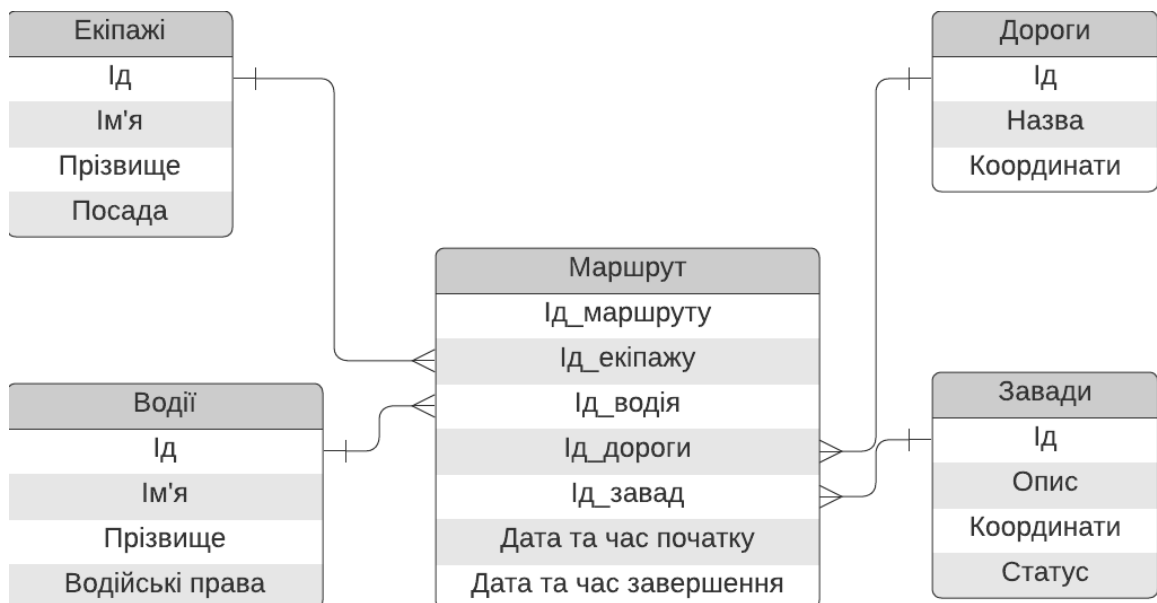 Екіпажі
Ід
Ім'я
Прізвище
Посада
Дороги
Ід
Назва
Координати
Маршрут
Ід_маршруту
Ід_екіпажу
Ід_водія
Ід_дороги
Ід_завад
Дата та час початку
Дата та час завершення
Водії
Ід
Ім'я
Прізвище
Водійські права
Завади
Ід
Опис
Координати
Статус